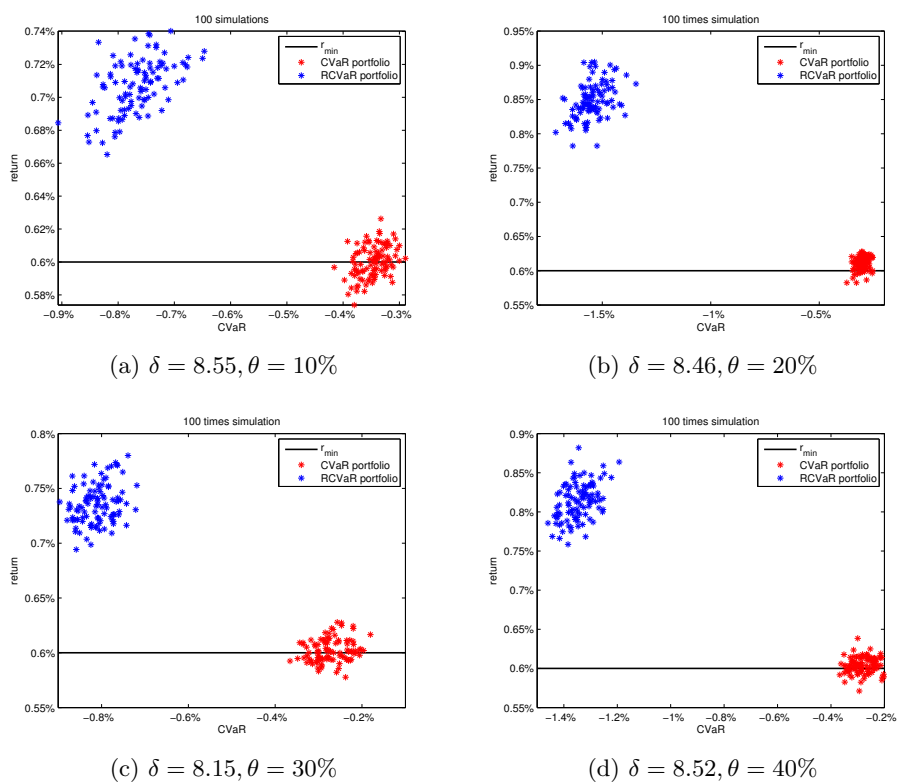 100 simulations
0.74%
0.72%
0.7%
0.68%
0.66%
0.64%
0.62%
0.6%
0.58%
return
−0.9% −0.8% −0.7% −0.6% −0.5% −0.4% −0.3%
CVaR
r_min
CVaR portfolio
RCVaR portfolio
(a) δ = 8.55, θ = 10%
100 times simulation
0.95%
0.9%
0.85%
0.8%
0.75%
0.7%
0.65%
0.6%
0.55%
return
−1.5% −1% −0.5%
CVaR
r_min
CVaR portfolio
RCVaR portfolio
(b) δ = 8.46, θ = 20%
100 times simulation
0.8%
0.75%
0.7%
0.65%
0.6%
0.55%
return
−0.8% −0.6% −0.4% −0.2%
CVaR
r_min
CVaR portfolio
RCVaR portfolio
(c) δ = 8.15, θ = 30%
100 times simulation
0.9%
0.85%
0.8%
0.75%
0.7%
0.65%
0.6%
0.55%
return
−1.4% −1.2% −1% −0.8% −0.6% −0.4% −0.2%
CVaR
r_min
CVaR portfolio
RCVaR portfolio
(d) δ = 8.52, θ = 40%